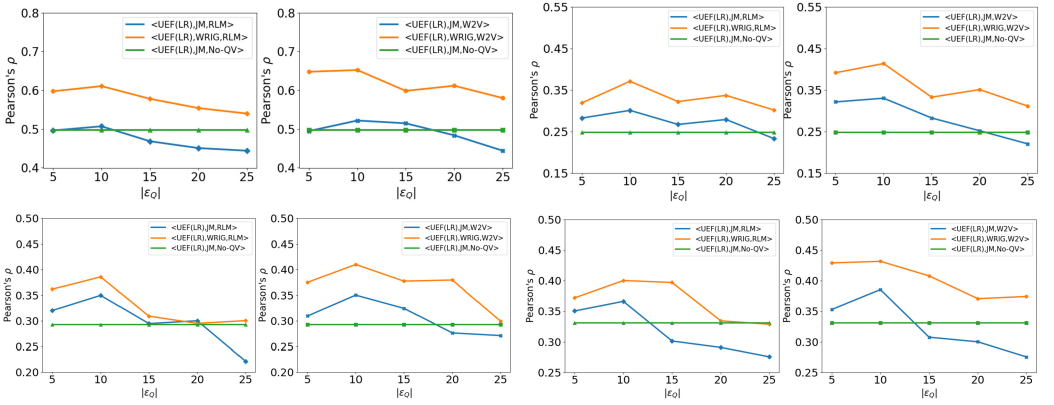 0.8
0.7
0.6
0.5
0.4
Pearson's ρ
<UEF(LR),JM,RLM>
<UEF(LR),WRIG,RLM>
<UEF(LR),JM,No-QV>
5 10 15 20 25
|εQ|
0.8
0.7
0.6
0.5
0.4
Pearson's ρ
<UEF(LR),JM,W2V>
<UEF(LR),WRIG,W2V>
<UEF(LR),JM,No-QV>
5 10 15 20 25
|εQ|
0.55
0.45
0.35
0.25
0.15
Pearson's ρ
<UEF(LR),JM,RLM>
<UEF(LR),WRIG,RLM>
<UEF(LR),JM,No-QV>
5 10 15 20 25
|εQ|
0.55
0.45
0.35
0.25
0.15
Pearson's ρ
<UEF(LR),JM,W2V>
<UEF(LR),WRIG,W2V>
<UEF(LR),JM,No-QV>
5 10 15 20 25
|εQ|
0.50
0.45
0.40
0.35
0.30
0.25
0.20
Pearson's ρ
<UEF(LR),JM,RLM>
<UEF(LR),WRIG,RLM>
<UEF(LR),JM,No-QV>
5 10 15 20 25
|εQ|
0.50
0.45
0.40
0.35
0.30
0.25
0.20
Pearson's ρ
<UEF(LR),JM,W2V>
<UEF(LR),WRIG,W2V>
<UEF(LR),JM,No-QV>
5 10 15 20 25
|εQ|
0.50
0.45
0.40
0.35
0.30
0.25
Pearson's ρ
<UEF(LR),JM,RLM>
<UEF(LR),WRIG,RLM>
<UEF(LR),JM,No-QV>
5 10 15 20 25
|εQ|
0.50
0.45
0.40
0.35
0.30
0.25
Pearson's ρ
<UEF(LR),JM,W2V>
<UEF(LR),WRIG,W2V>
<UEF(LR),JM,No-QV>
5 10 15 20 25
|εQ|